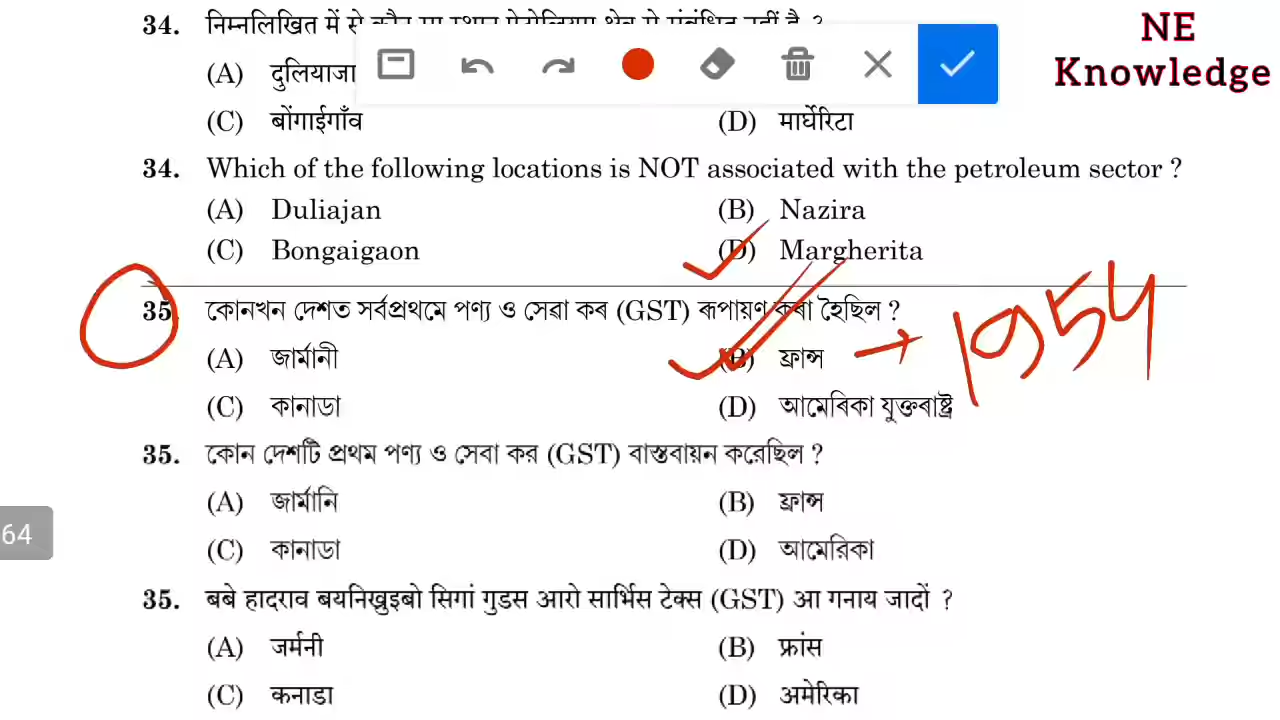 NE
Knowledge
34. निम्नलिखित में से कौन सा स्थान पेट्रोलियम क्षेत्र से संबंधित नहीं है ?
(A) दुलियाजा
(C) बोंगाईगाँव (D) मार्घेरिटा
34. Which of the following locations is NOT associated with the petroleum sector ?
(A) Duliajan (B) Nazira
(C) Bongaigaon (D) Margherita
35. কোনখন দেশত সৰ্বপ্ৰথমে পণ্য ও সেৱা কৰ (GST) ৰূপায়ণ কৰা হৈছিল ?
(A) জাৰ্মানী (B) ফ্ৰান্স → 1954
(C) কানাডা (D) আমেৰিকা যুক্তৰাষ্ট্ৰ
35. কোন দেশটি প্রথম পণ্য ও সেবা কর (GST) বাস্তবায়ন করেছিল ?
(A) জার্মানি (B) ফ্রান্স
(C) কানাডা (D) আমেরিকা
64
35. बबे हादराव बयनिख्रुइबो सिगां गुडस आरो सार्भिस टेक्स (GST) आ गनाय जादों ?
(A) जर्मनी (B) फ्रांस
(C) कनाडा (D) अमेरिका